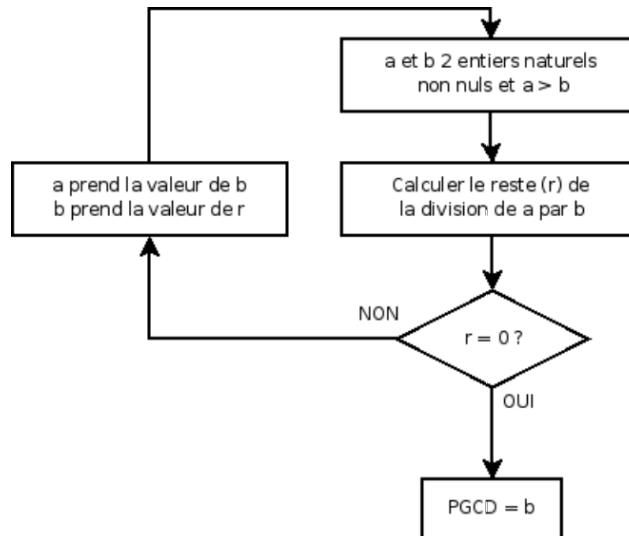 a et b 2 entiers naturels
non nuls et a > b
a prend la valeur de b
b prend la valeur de r
Calculer le reste (r) de
la division de a par b
NON
r = 0 ?
OUI
PGCD = b